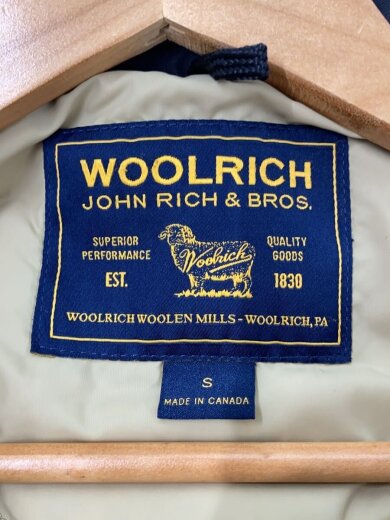 WOOLRICH
JOHN RICH & BROS.
SUPERIOR PERFORMANCE
QUALITY GOODS
Woolrich
EST. 1830
WOOLRICH WOOLEN MILLS - WOOLRICH, PA
S
MADE IN CANADA